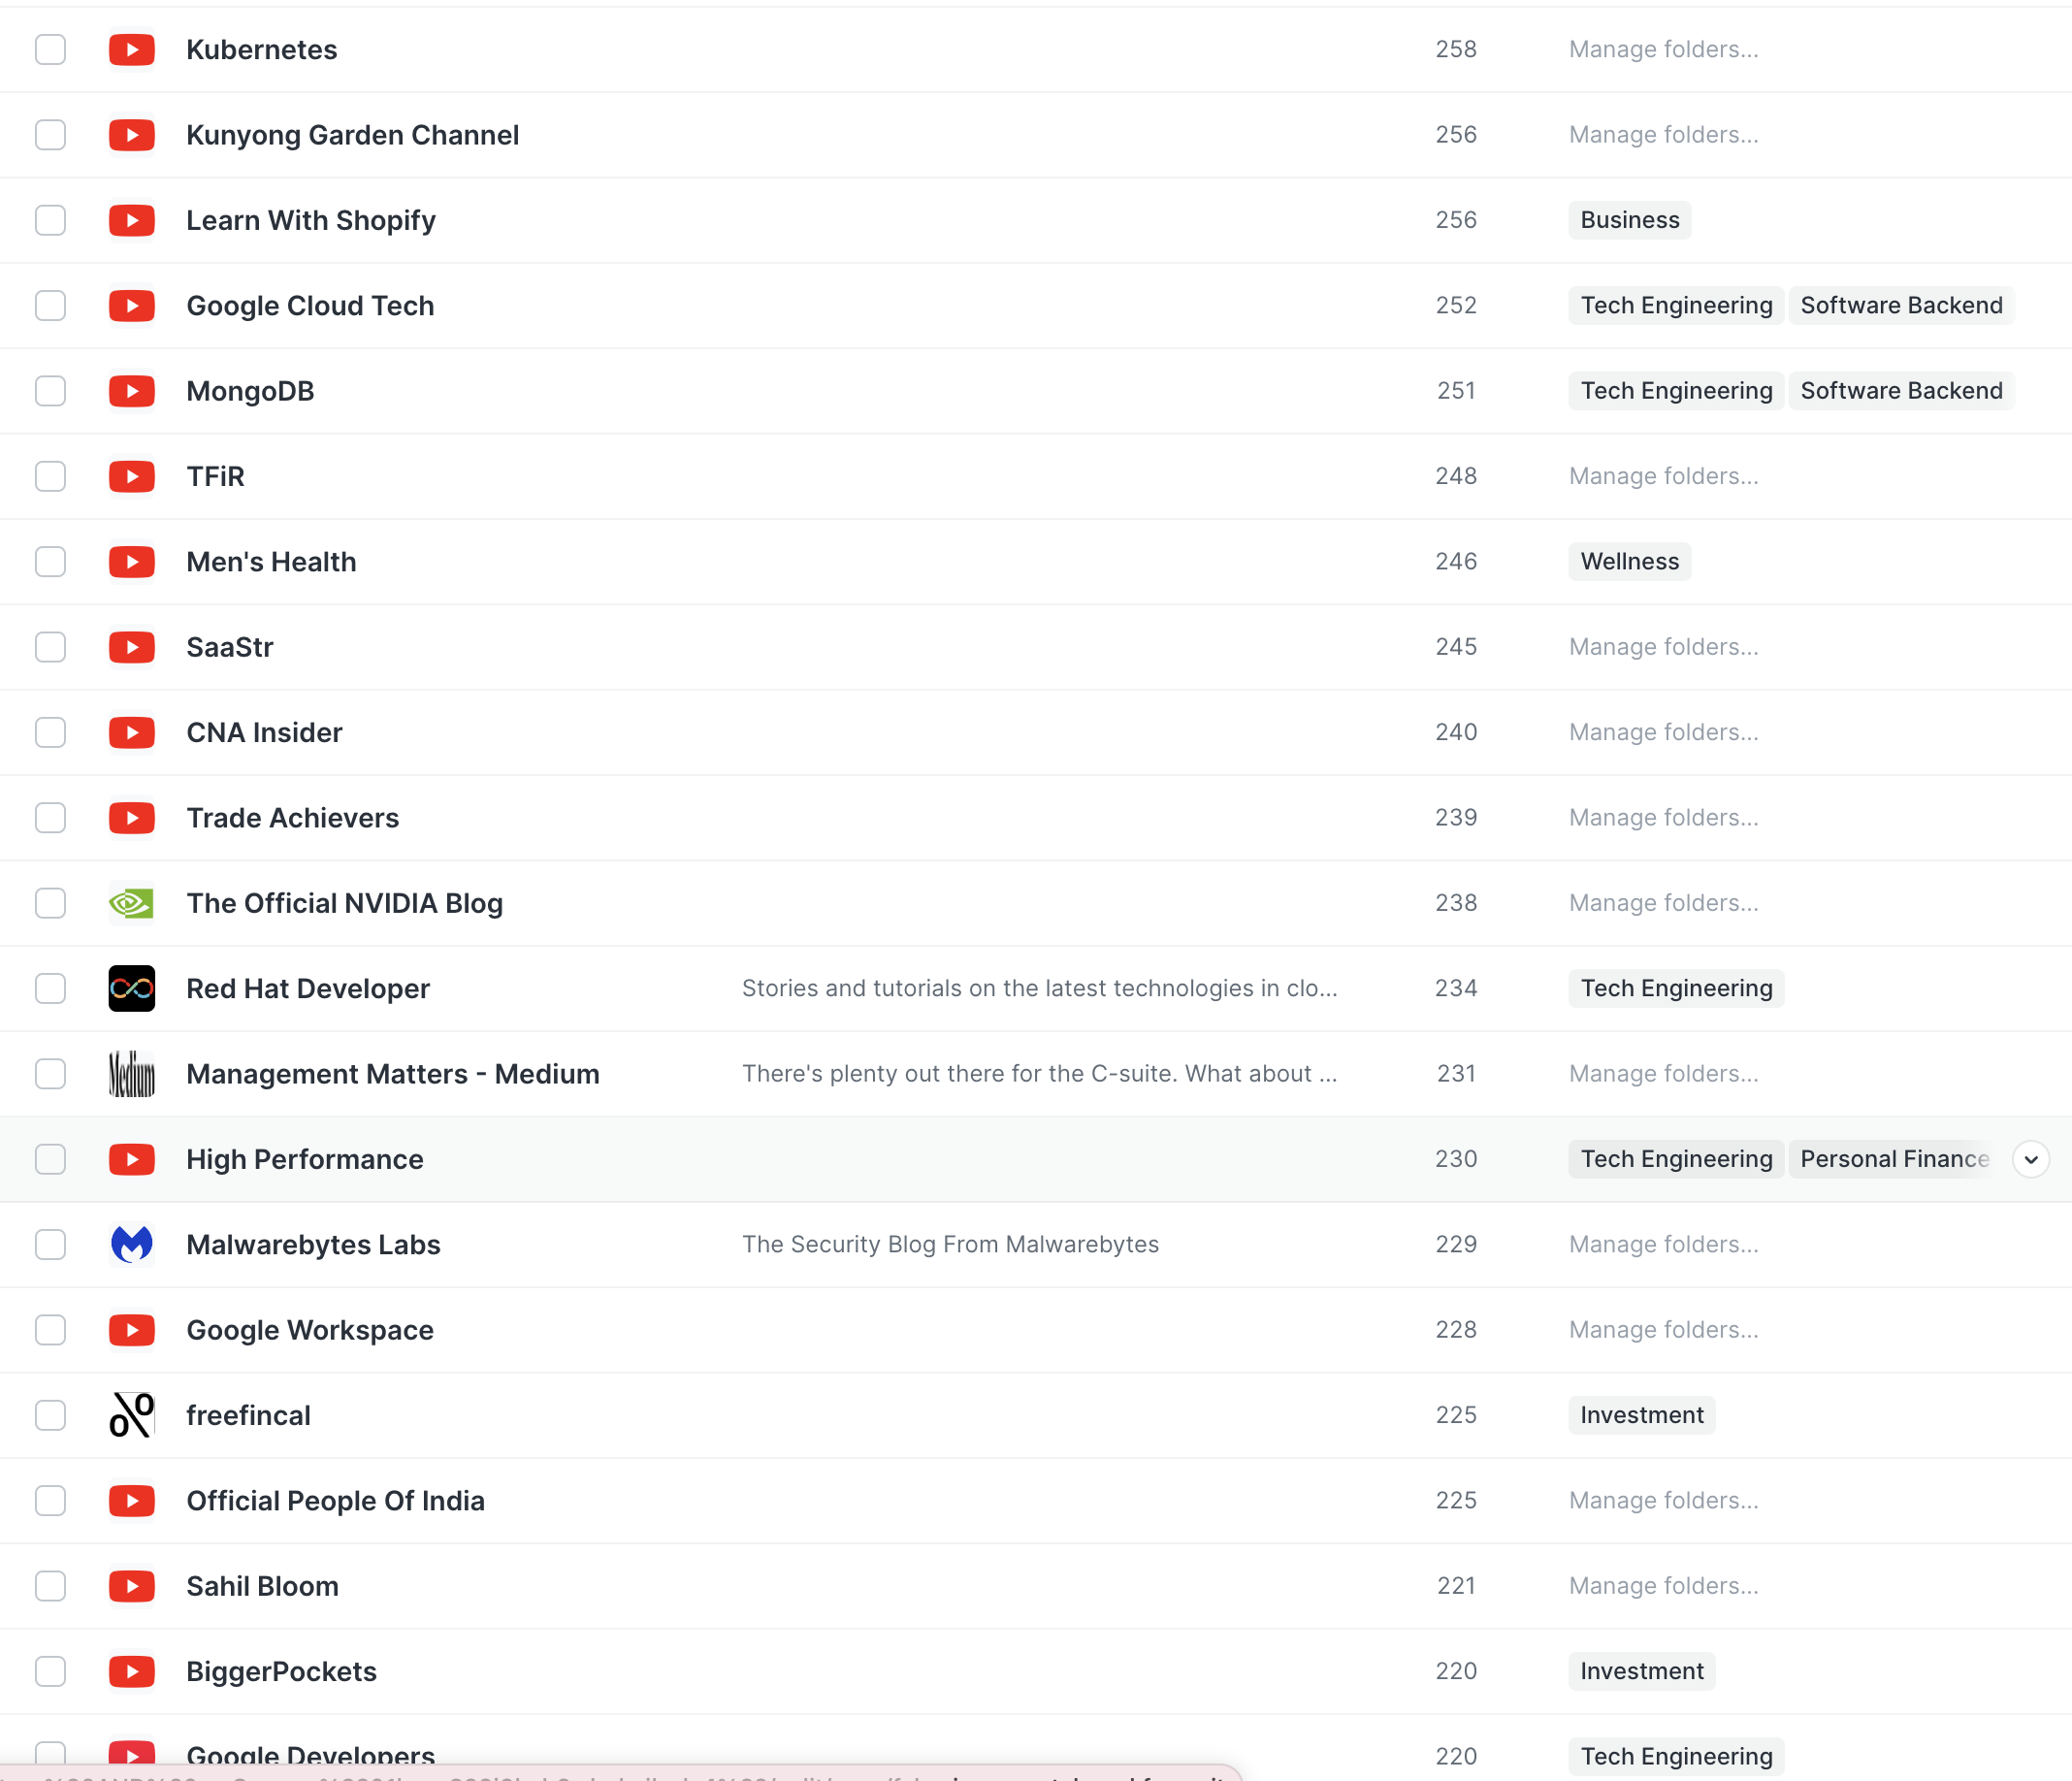 Kubernetes 258 Manage folders...
Kunyong Garden Channel 256 Manage folders...
Learn With Shopify 256 Business
Google Cloud Tech 252 Tech Engineering Software Backend
MongoDB 251 Tech Engineering Software Backend
TFiR 248 Manage folders...
Men's Health 246 Wellness
SaaStr 245 Manage folders...
CNA Insider 240 Manage folders...
Trade Achievers 239 Manage folders...
The Official NVIDIA Blog 238 Manage folders...
Red Hat Developer Stories and tutorials on the latest technologies in clo... 234 Tech Engineering
Medium Management Matters - Medium There's plenty out there for the C-suite. What about ... 231 Manage folders...
High Performance 230 Tech Engineering Personal Finance
Malwarebytes Labs The Security Blog From Malwarebytes 229 Manage folders...
Google Workspace 228 Manage folders...
freefincal 225 Investment
Official People Of India 225 Manage folders...
Sahil Bloom 221 Manage folders...
BiggerPockets 220 Investment
Google Developers 220 Tech Engineering